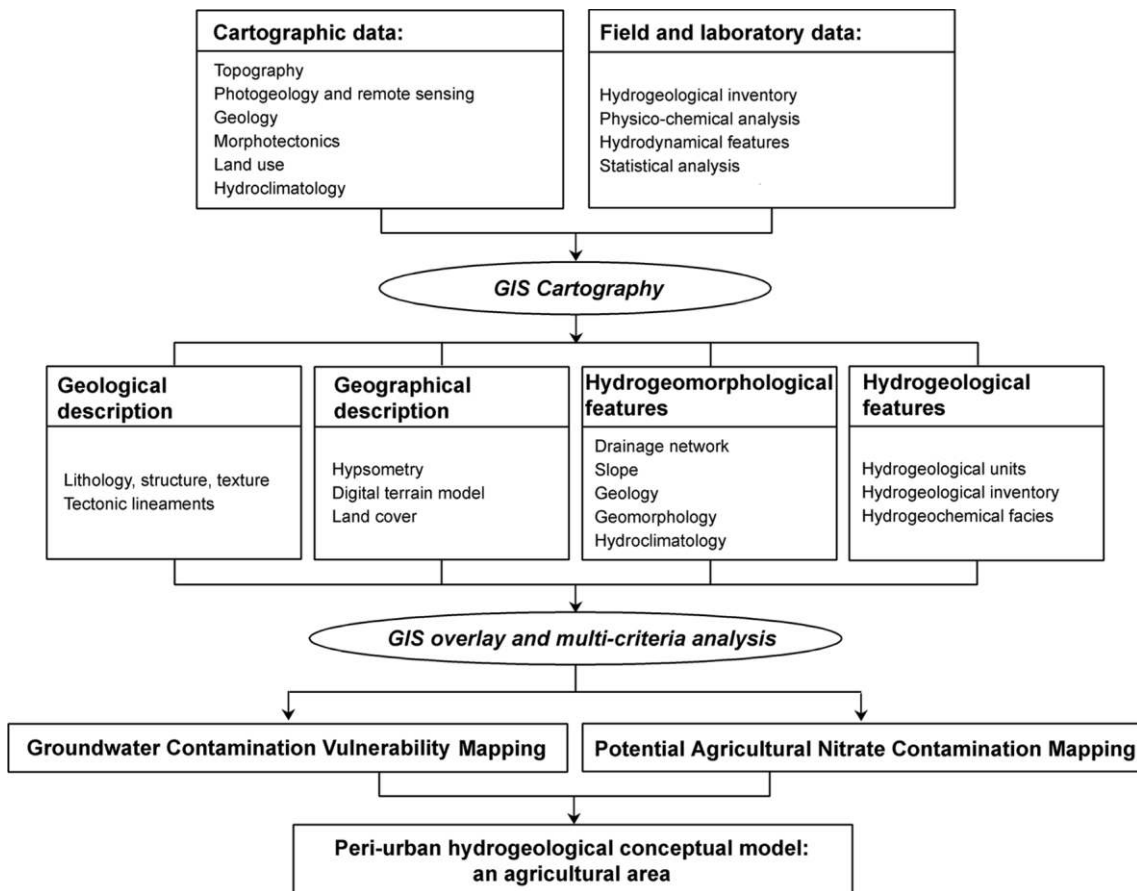 Cartographic data:
Topography
Photogeology and remote sensing
Geology
Morphotectonics
Land use
Hydroclimatology
Field and laboratory data:
Hydrogeological inventory
Physico-chemical analysis
Hydrodynamical features
Statistical analysis
GIS Cartography
Geological
description
Lithology, structure, texture
Tectonic lineaments
Geographical
description
Hypsometry
Digital terrain model
Land cover
Hydrogeomorphological
features
Drainage network
Slope
Geology
Geomorphology
Hydroclimatology
Hydrogeological
features
Hydrogeological units
Hydrogeological inventory
Hydrogeochemical facies
GIS overlay and multi-criteria analysis
Groundwater Contamination Vulnerability Mapping
Potential Agricultural Nitrate Contamination Mapping
Peri-urban hydrogeological conceptual model:
an agricultural area